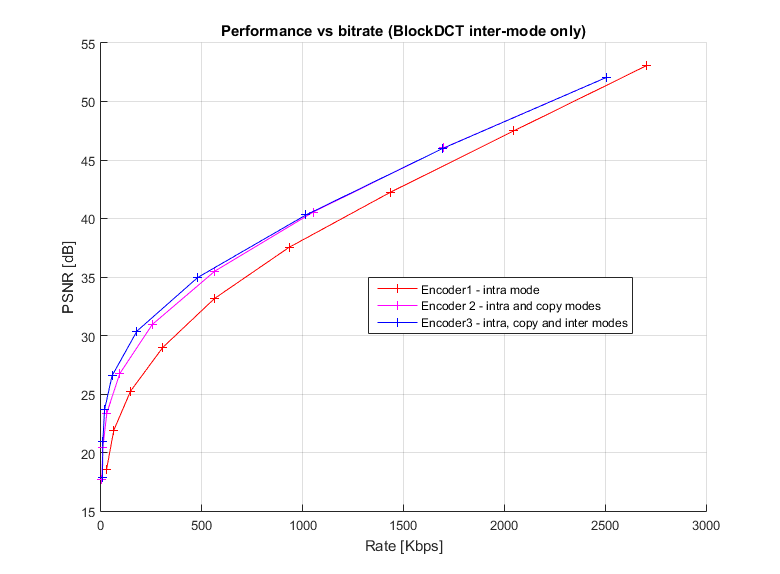 Performance vs bitrate (BlockDCT inter-mode only)
55
50
45
40
35
30
25
20
15
PSNR [dB]
Encoder1 - intra mode
Encoder 2 - intra and copy modes
Encoder3 - intra, copy and inter modes
0 500 1000 1500 2000 2500 3000
Rate [Kbps]